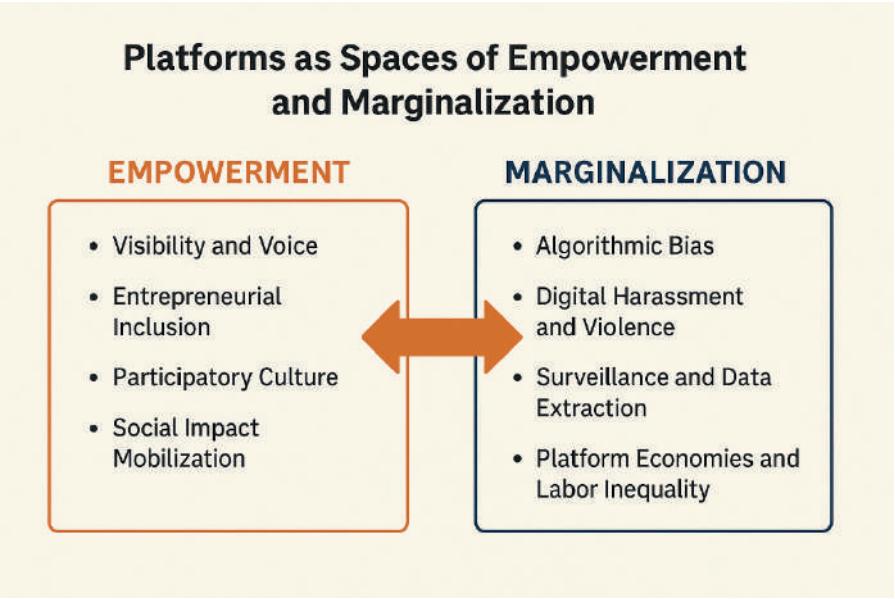 Platforms as Spaces of Empowerment
and Marginalization
EMPOWERMENT
• Visibility and Voice
• Entrepreneurial
Inclusion
• Participatory Culture
• Social Impact
Mobilization
MARGINALIZATION
• Algorithmic Bias
• Digital Harassment
and Violence
• Surveillance and Data
Extraction
• Platform Economies and
Labor Inequality